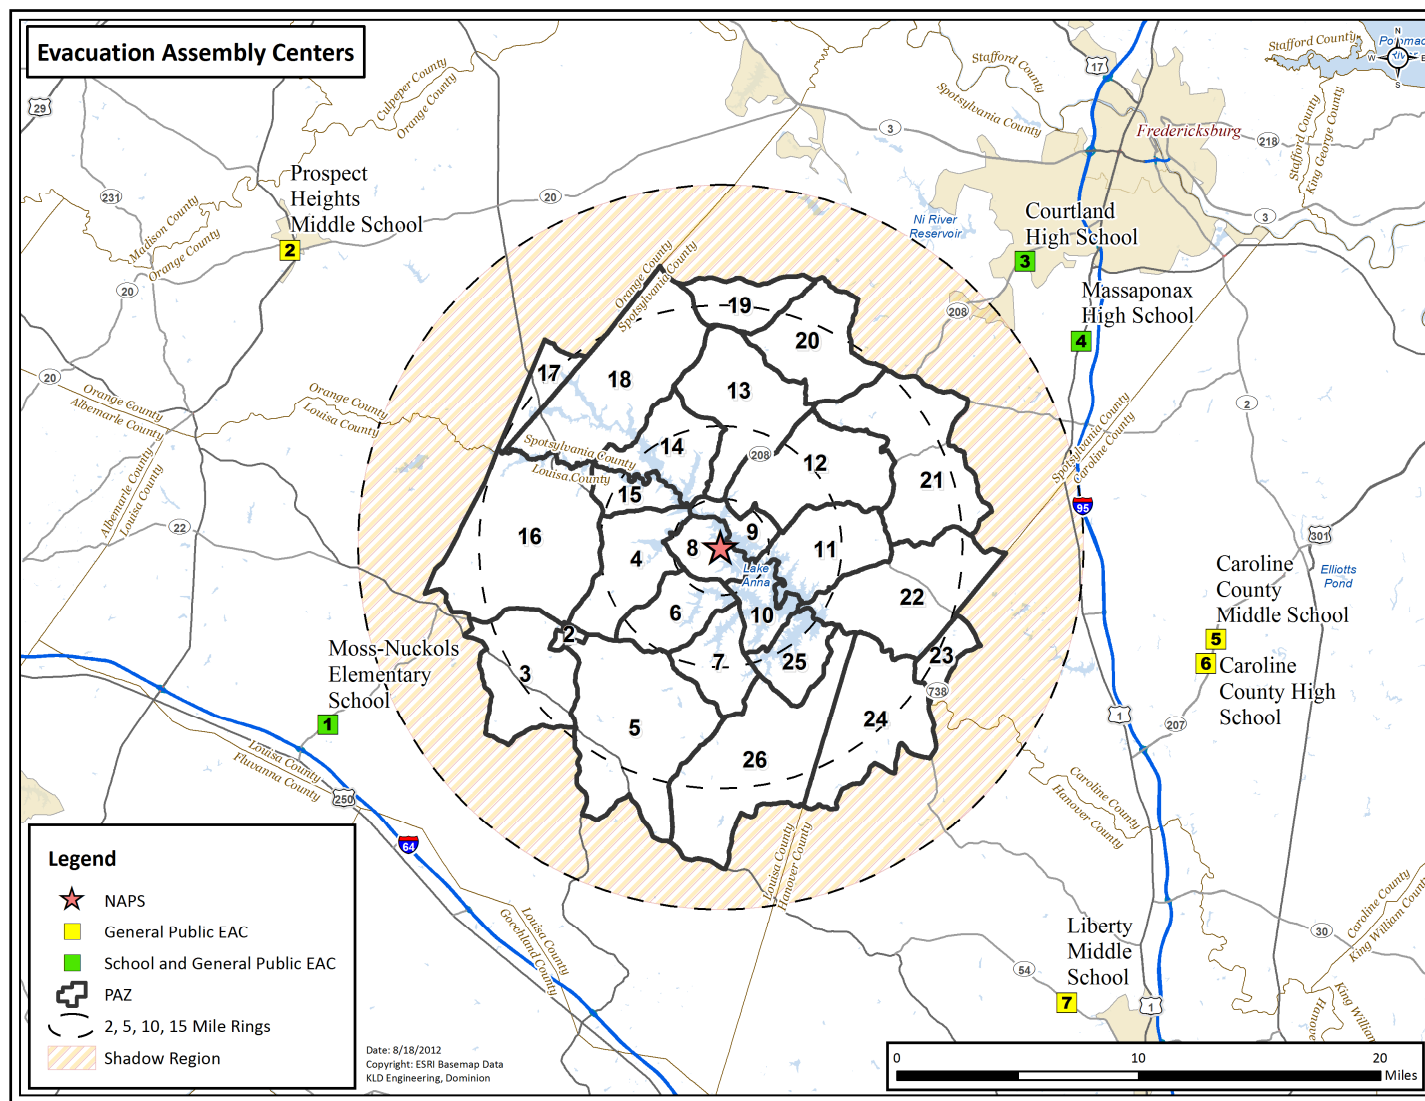 Evacuation Assembly Centers
Stafford County
Potomac
River
N
W
E
S
17
29
Culpeper County
Orange County
Stafford County
Spotsylvania County
Fredericksburg
3
218
Stafford County
King George County
Prospect
Heights
Middle School
2
231
20
Madison County
Orange County
20
Ni River
Reservoir
Courtland
High School
3
3
Massaponax
High School
4
208
Orange County
Spotsylvania County
19
20
17
18
13
20
Orange County
Albemarle County
Orange County
Louisa County
2
Spotsylvania County
Caroline County
Spotsylvania County
Louisa County
14
208
12
21
15
Albemarle County
Louisa County
22
16
95
301
4
8
9
11
Lake
Anna
Elliotts
Pond
Caroline
County
Middle School
5
6
Caroline
County High
School
22
6
10
2
7
25
23
3
738
Moss-Nuckols
Elementary
School
1
5
24
26
1
207
Louisa County
Fluvanna County
250
64
Caroline County
Hanover County
Louisa County
Hanover County
Louisa County
Goochland County
Caroline County
King William County
30
Liberty
Middle
School
54
7
1
King William
Legend
NAPS
General Public EAC
School and General Public EAC
PAZ
2, 5, 10, 15 Mile Rings
Shadow Region
Date: 8/18/2012
Copyright: ESRI Basemap Data
KLD Engineering, Dominion
0 10 20
Miles